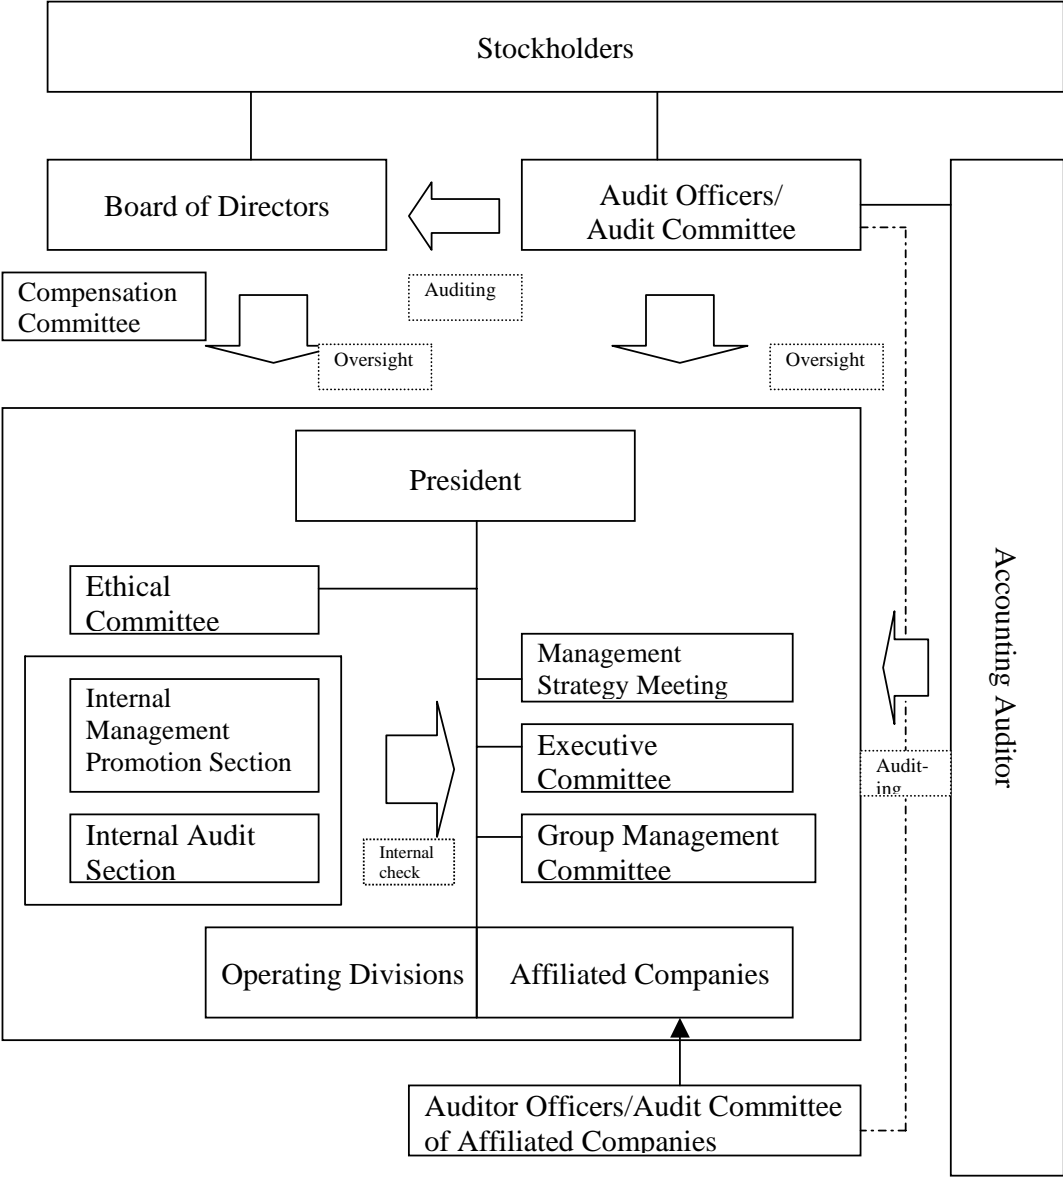 Stockholders
Board of Directors
Audit Officers/
Audit Committee
Compensation
Committee
Auditing
Oversight
Oversight
President
Ethical
Committee
Management
Strategy Meeting
Internal
Management
Promotion Section
Executive
Committee
Internal Audit
Section
Internal
check
Group Management
Committee
Audit-
ing
Accounting Auditor
Operating Divisions
Affiliated Companies
Auditor Officers/Audit Committee
of Affiliated Companies